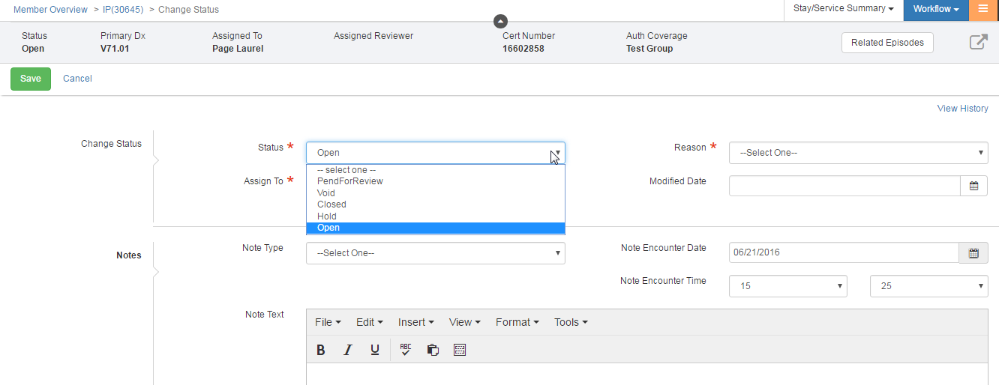 Member Overview > IP(30645) > Change Status
Stay/Service Summary
Workflow
Status Primary Dx Assigned To Assigned Reviewer Cert Number Auth Coverage
Open V71.01 Page Laurel 16602858 Test Group
Related Episodes
Save Cancel
View History
Change Status
Status * Open
Reason * --Select One--
-- select one --
PendForReview
Void
Closed
Hold
Open
Assign To *
Modified Date
Notes
Note Type --Select One--
Note Encounter Date 06/21/2016
Note Encounter Time 15 25
Note Text
File Edit Insert View Format Tools
B I U ABC